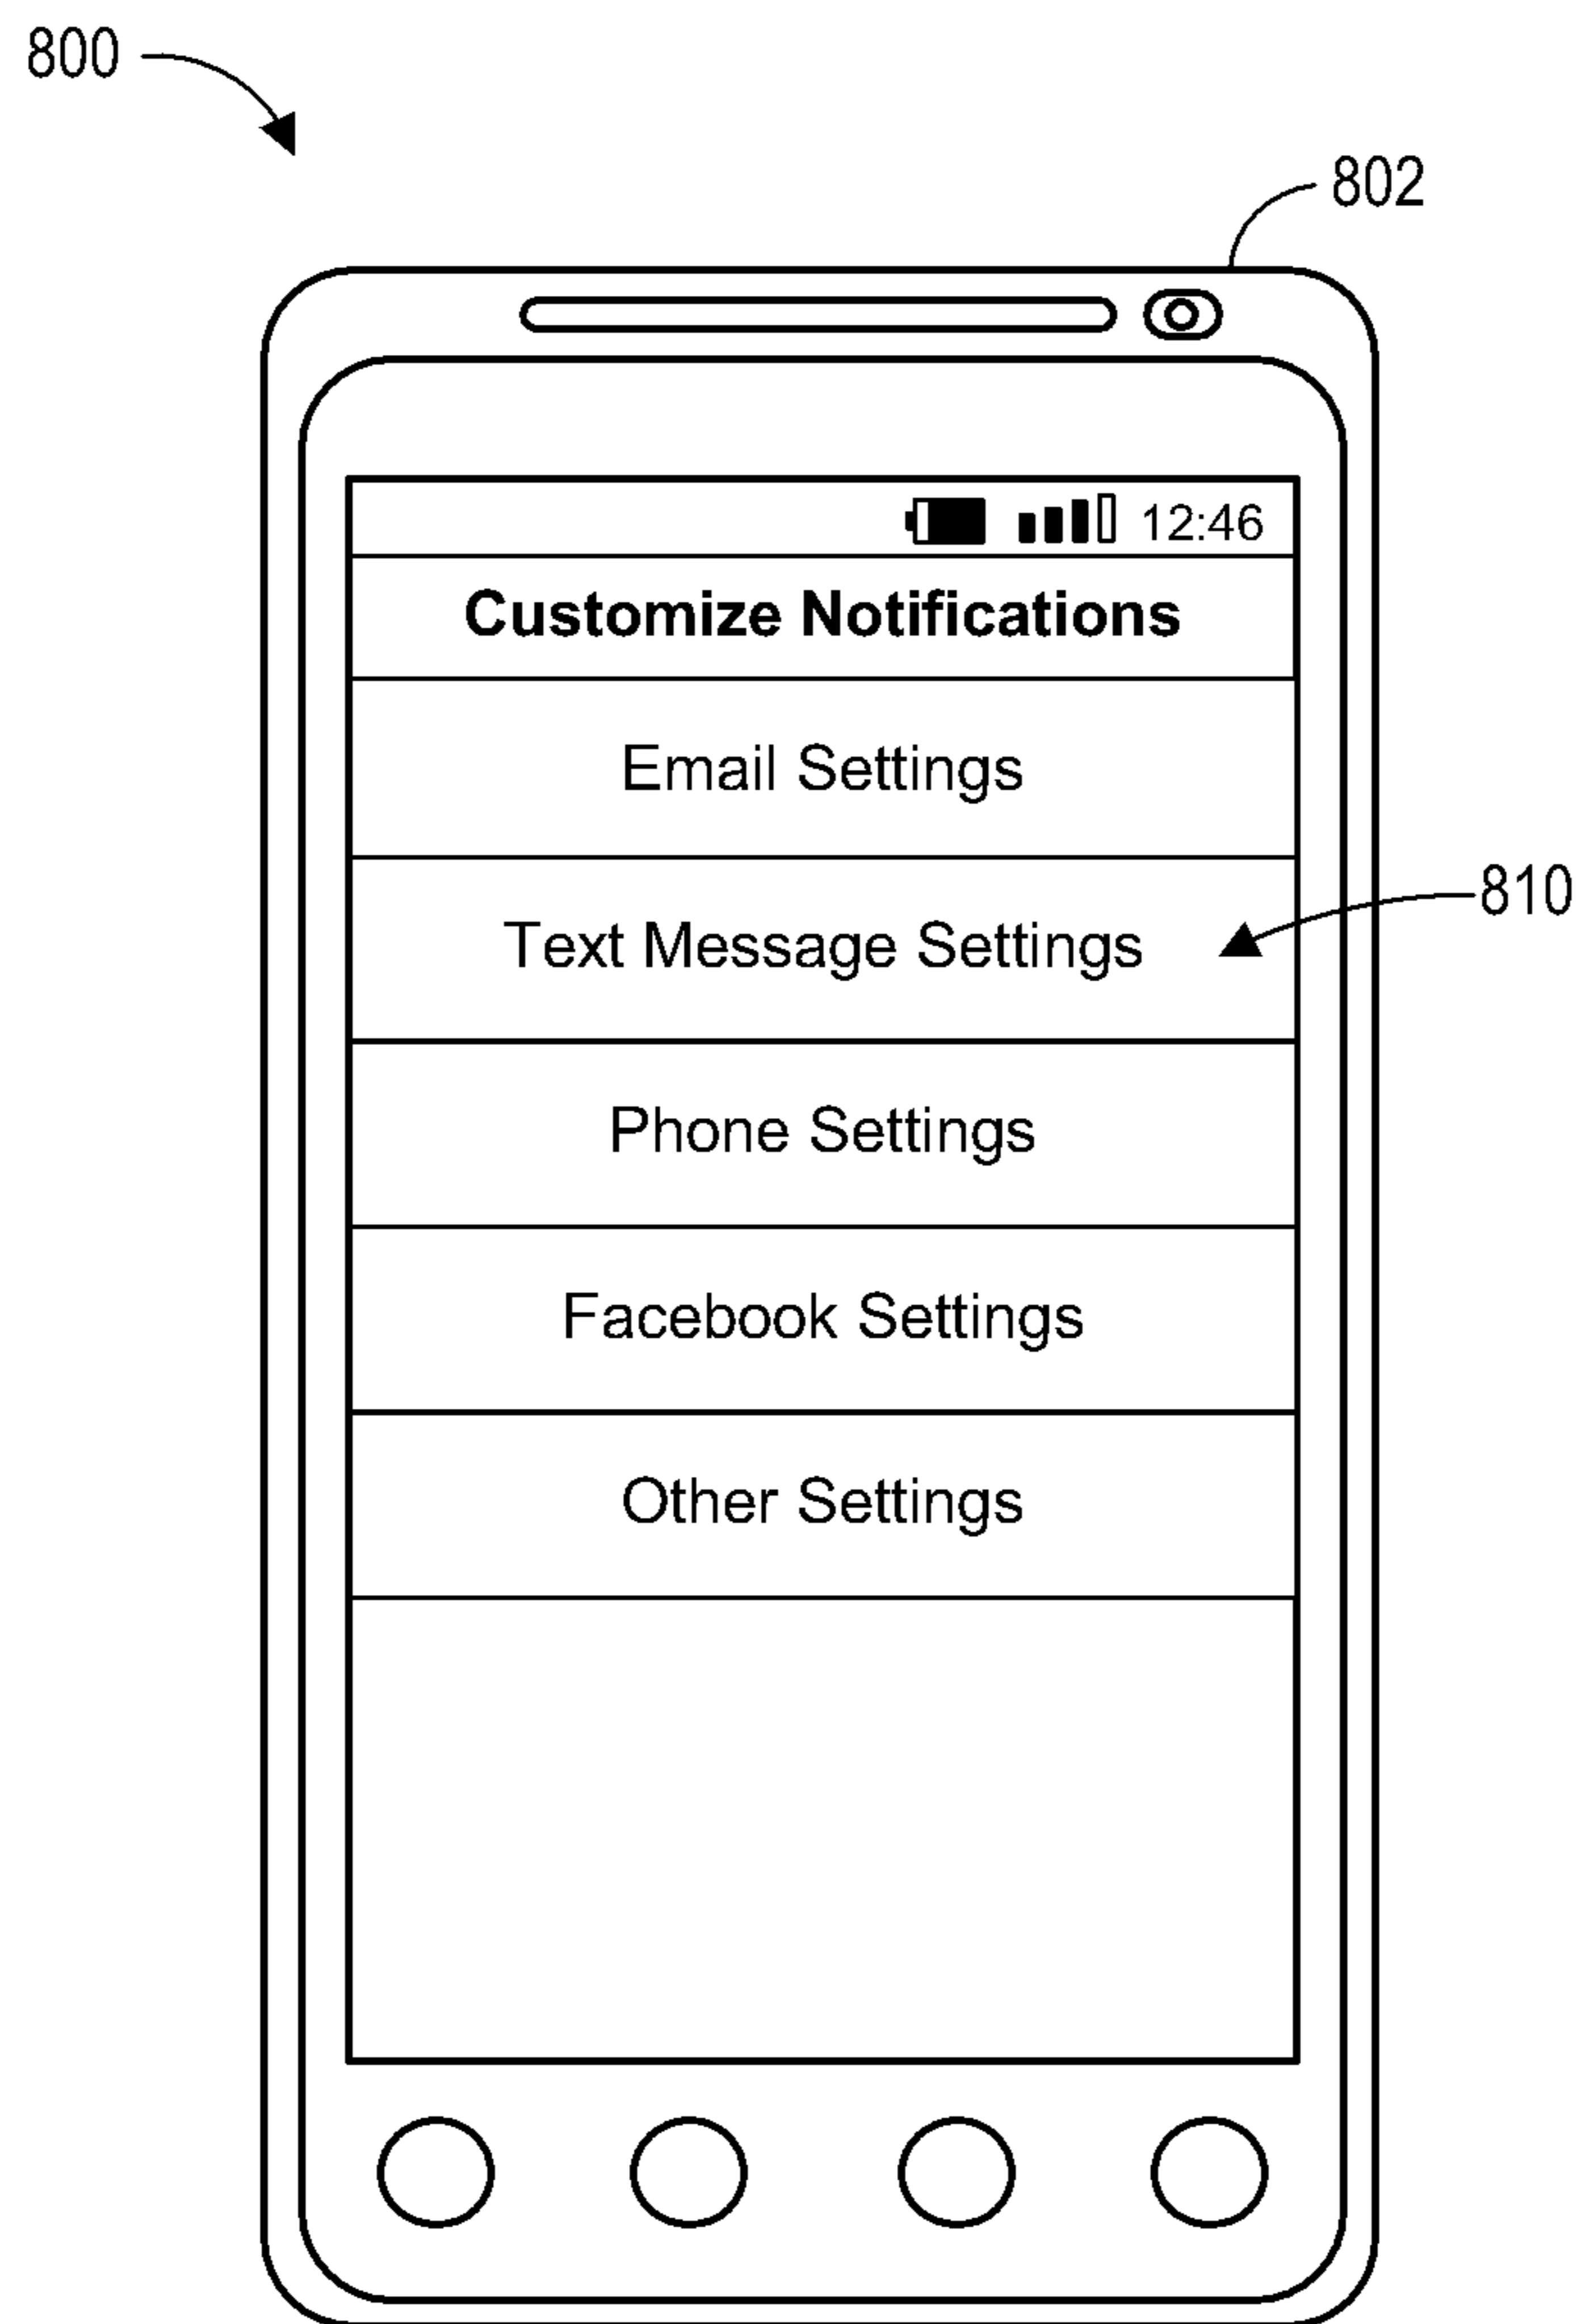 800
802
12:46
Customize Notifications
Email Settings
810
Text Message Settings
Phone Settings
Facebook Settings
Other Settings